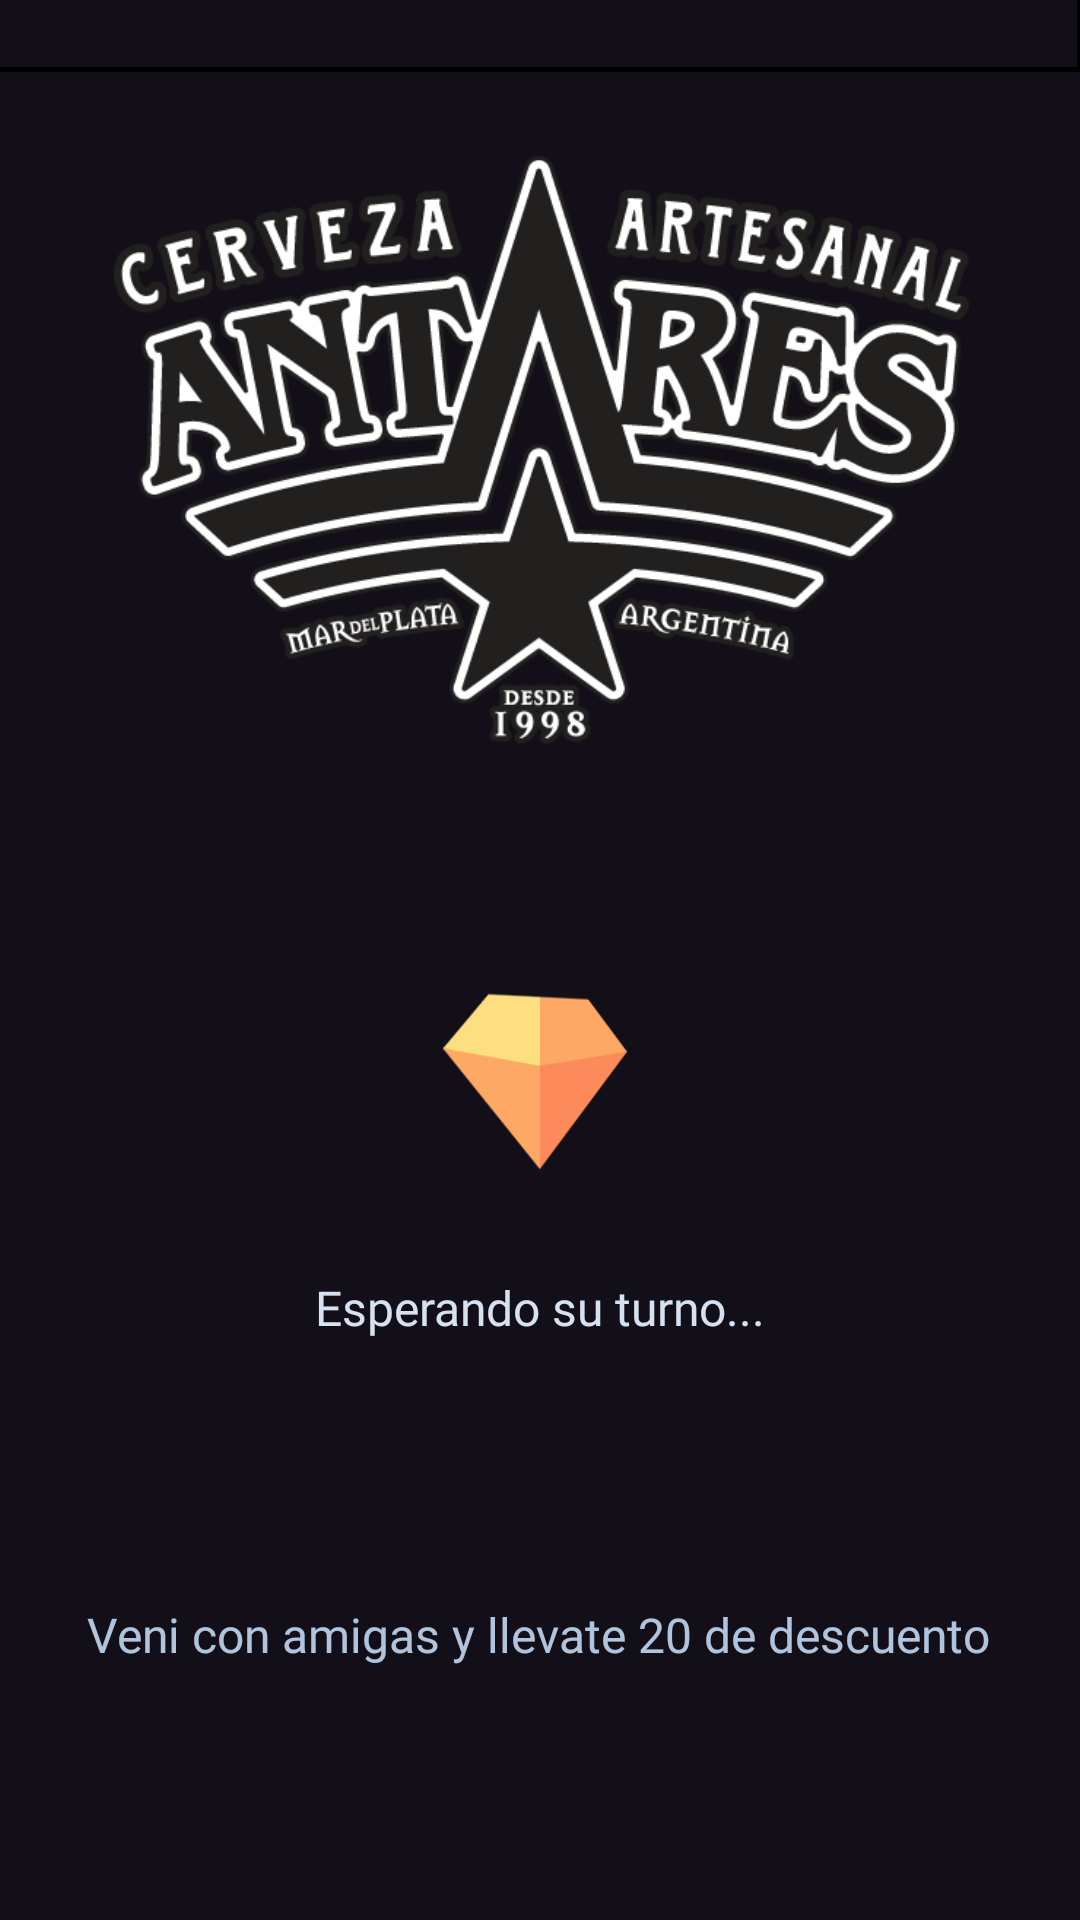 CERVEZA ARTESANAL
ANTARES
MAR DEL PLATA ARGENTINA
DESDE
1998
Esperando su turno...
Veni con amigas y llevate 20 de descuento